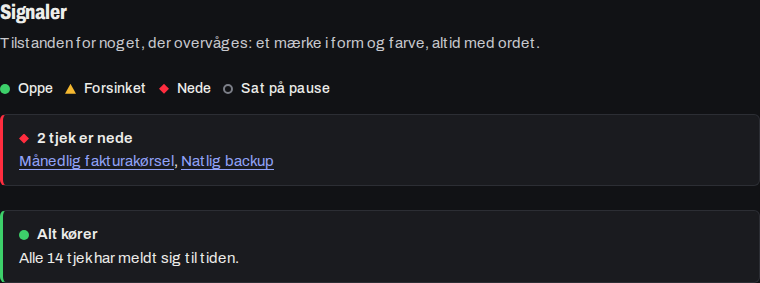 Signaler
Tilstanden for noget, der overvåges: et mærke i form og farve, altid med ordet.
Oppe Forsinket Nede Sat på pause
2 tjek er nede
Månedlig fakturakørsel, Natlig backup
Alt kører
Alle 14 tjek har meldt sig til tiden.